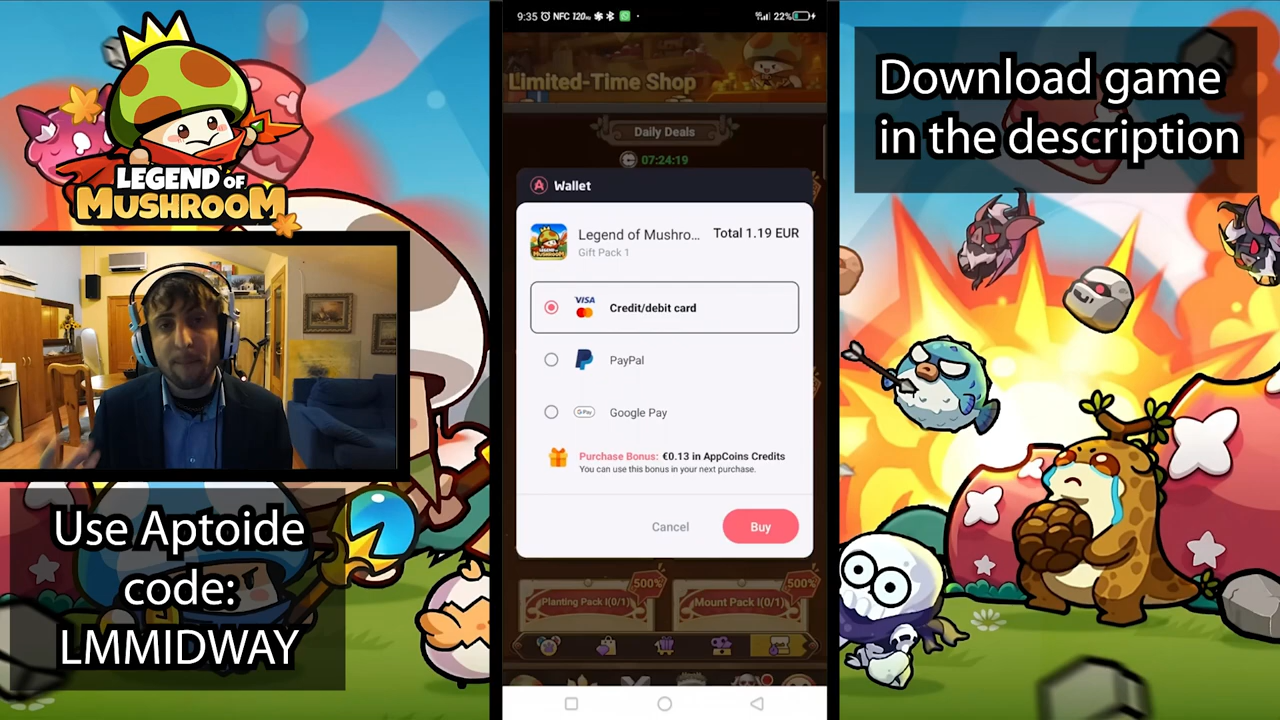 LEGEND OF
MUSHROOM
Use Aptoide
code:
LMMIDWAY
9:35 NFC 120Hz 22%
Limited-Time Shop
Daily Deals
07:24:19
Wallet
Legend of Mushro... Total 1.19 EUR
Gift Pack 1
VISA Credit/debit card
PayPal
G Pay Google Pay
Purchase Bonus: €0.13 in AppCoins Credits
You can use this bonus in your next purchase.
Cancel Buy
500% 500%
Planting Pack I(0/1) Mount Pack I(0/1)
Download game
in the description